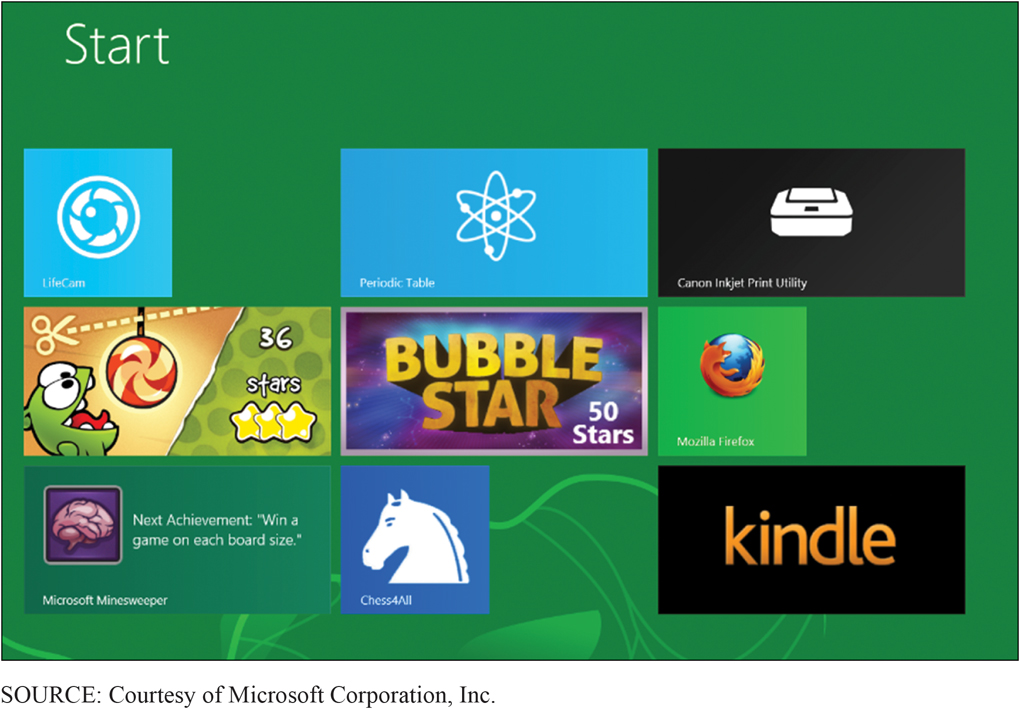 Start
LifeCam
Periodic Table
Canon Inkjet Print Utility
36
stars
BUBBLE
STAR
50
Stars
Mozilla Firefox
Next Achievement: "Win a
game on each board size."
Microsoft Minesweeper
Chess4All
kindle
SOURCE: Courtesy of Microsoft Corporation, Inc.